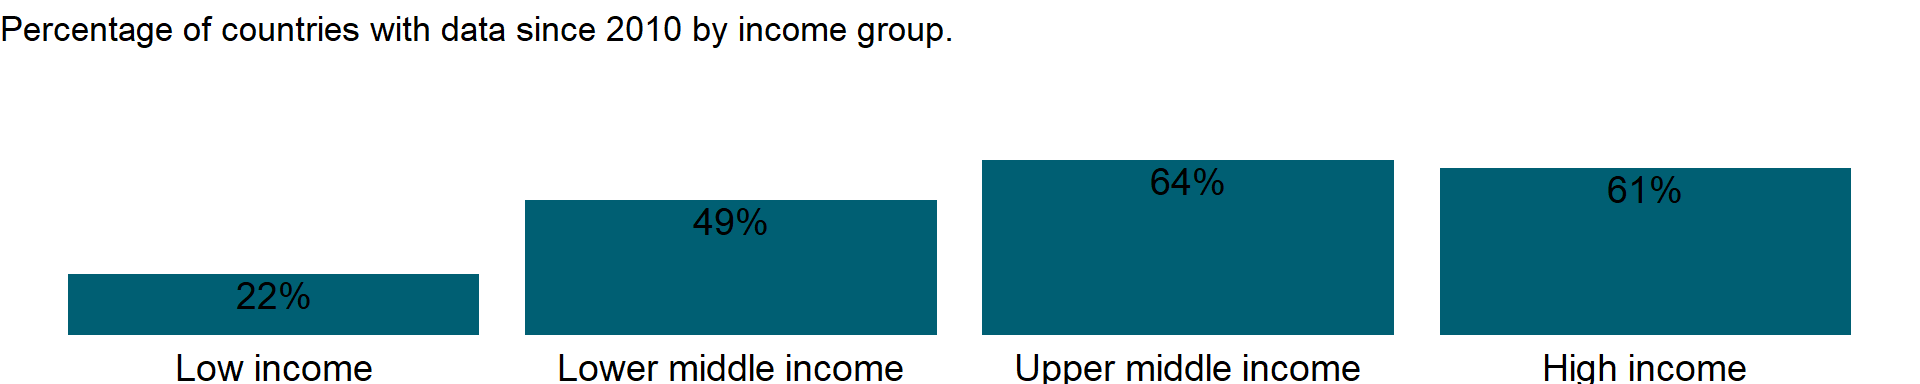 Percentage of countries with data since 2010 by income group.
64%
61%
49%
22%
Low income Lower middle income Upper middle income High income